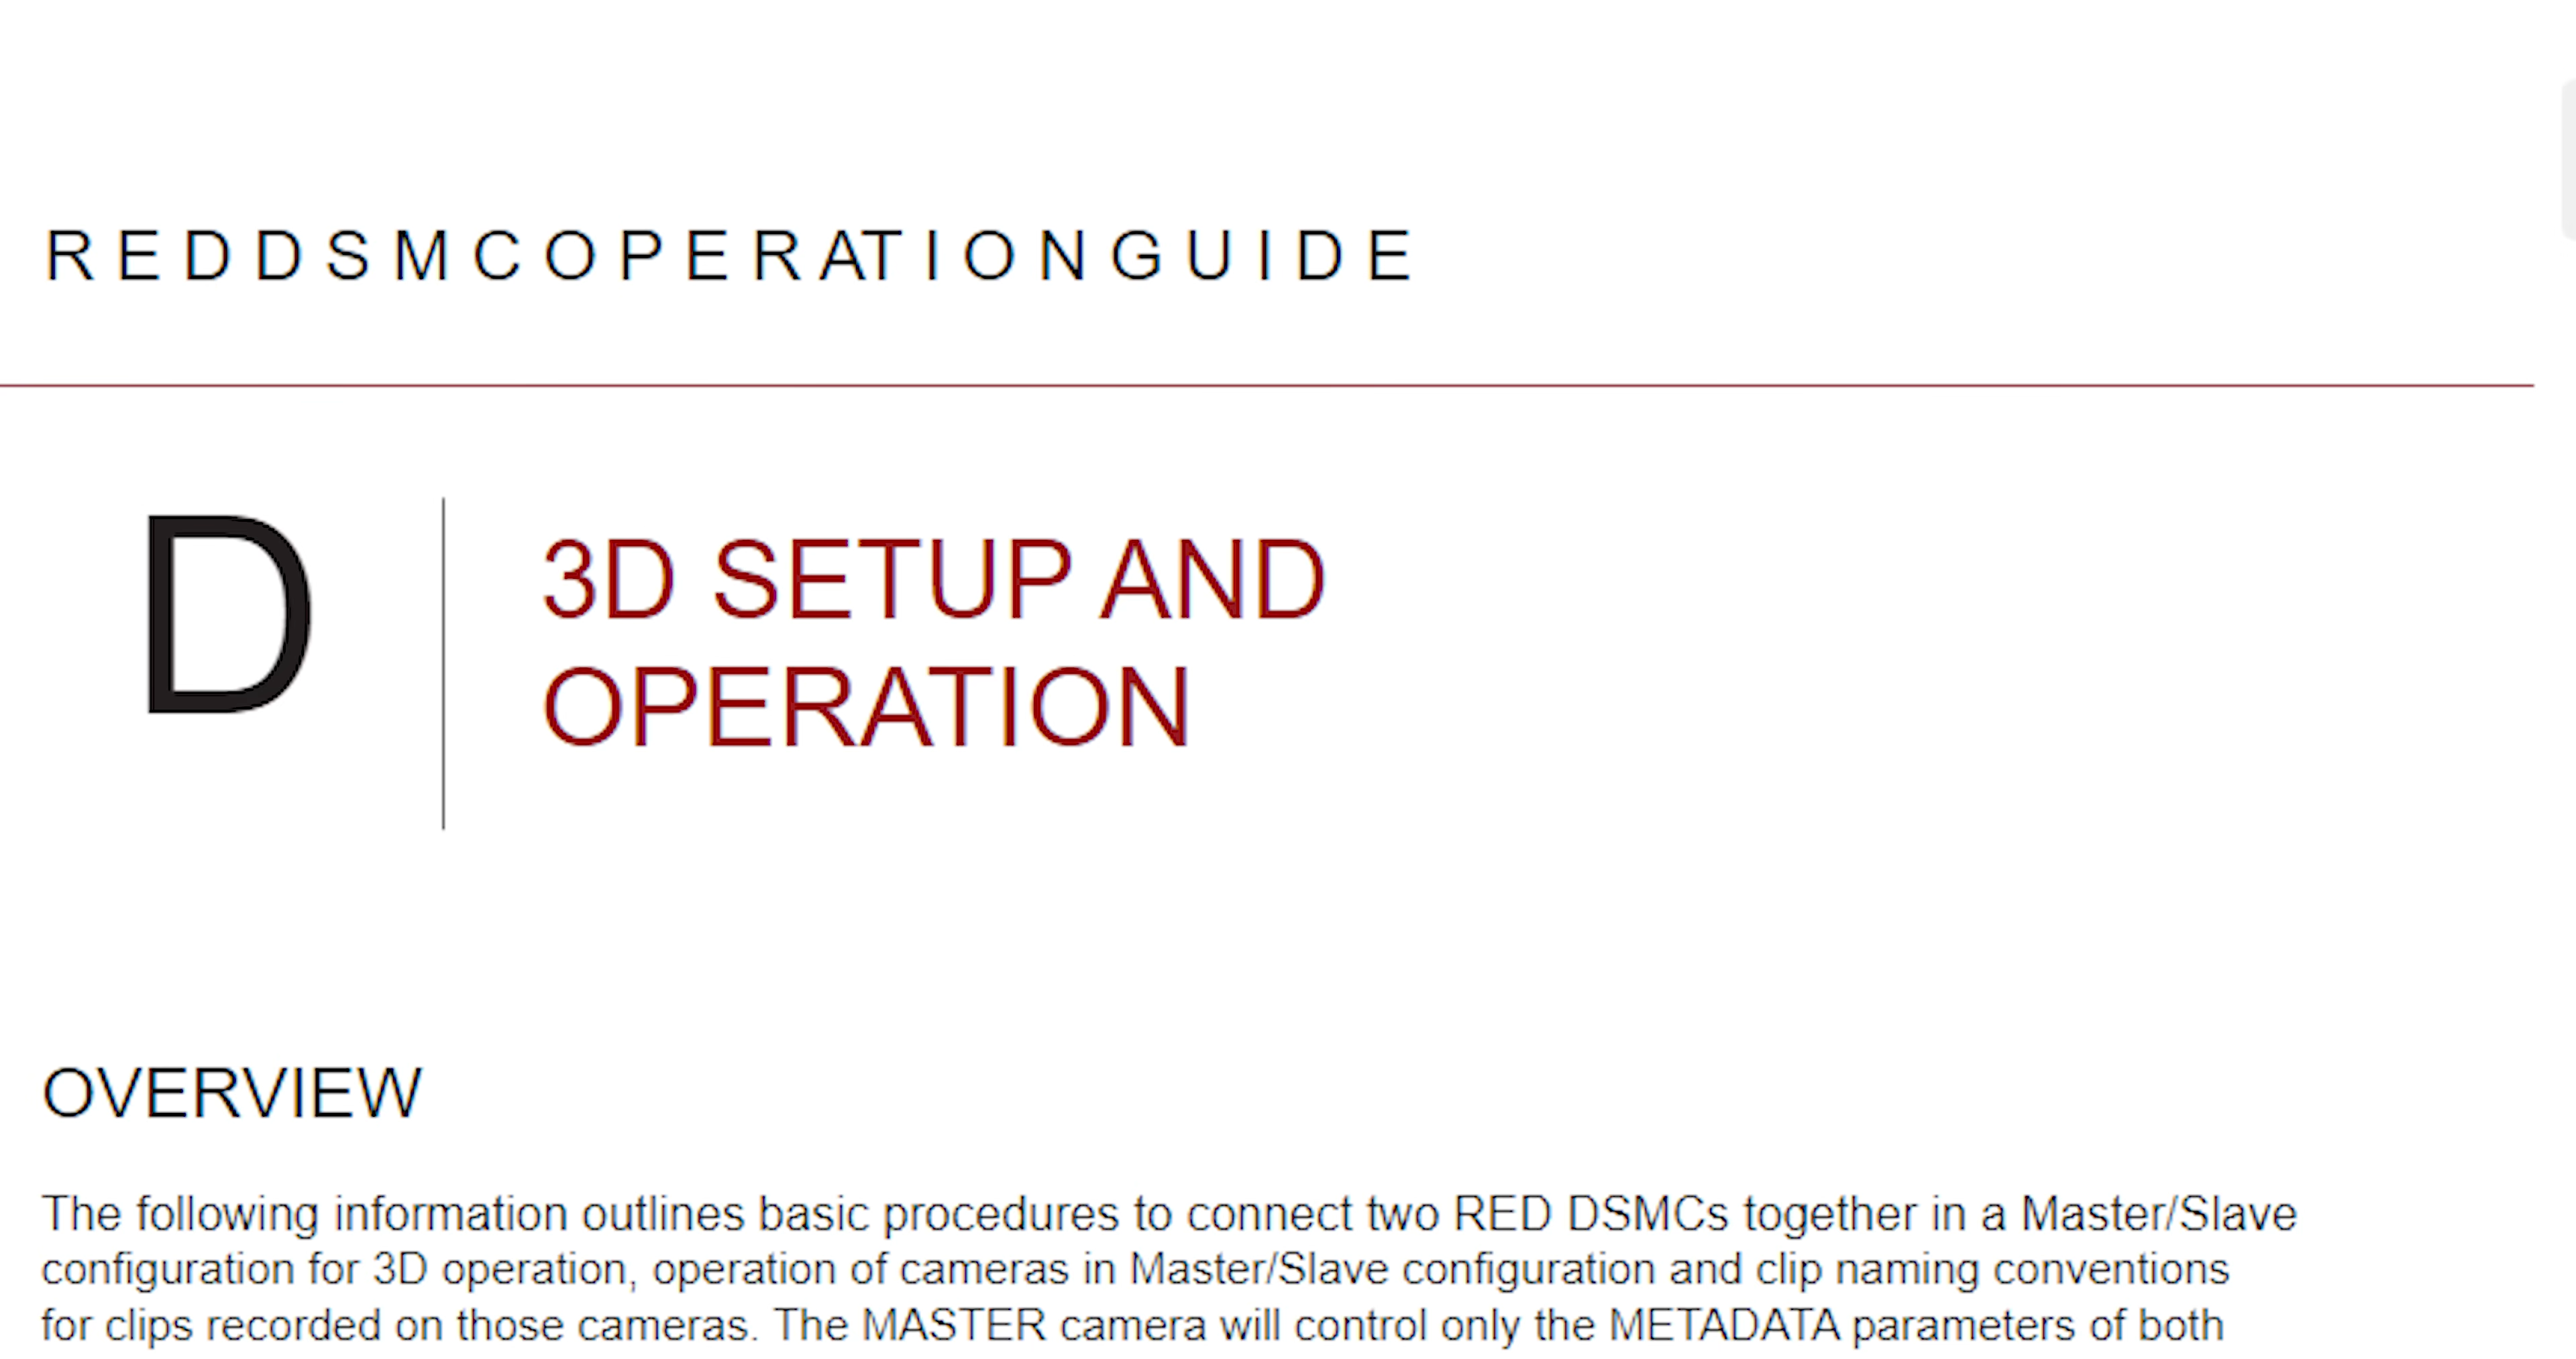 R E D D S M C O P E R A T I O N G U I D E
D
3D SETUP AND
OPERATION
OVERVIEW
The following information outlines basic procedures to connect two RED DSMCs together in a Master/Slave
configuration for 3D operation, operation of cameras in Master/Slave configuration and clip naming conventions
for clips recorded on those cameras. The MASTER camera will control only the METADATA parameters of both